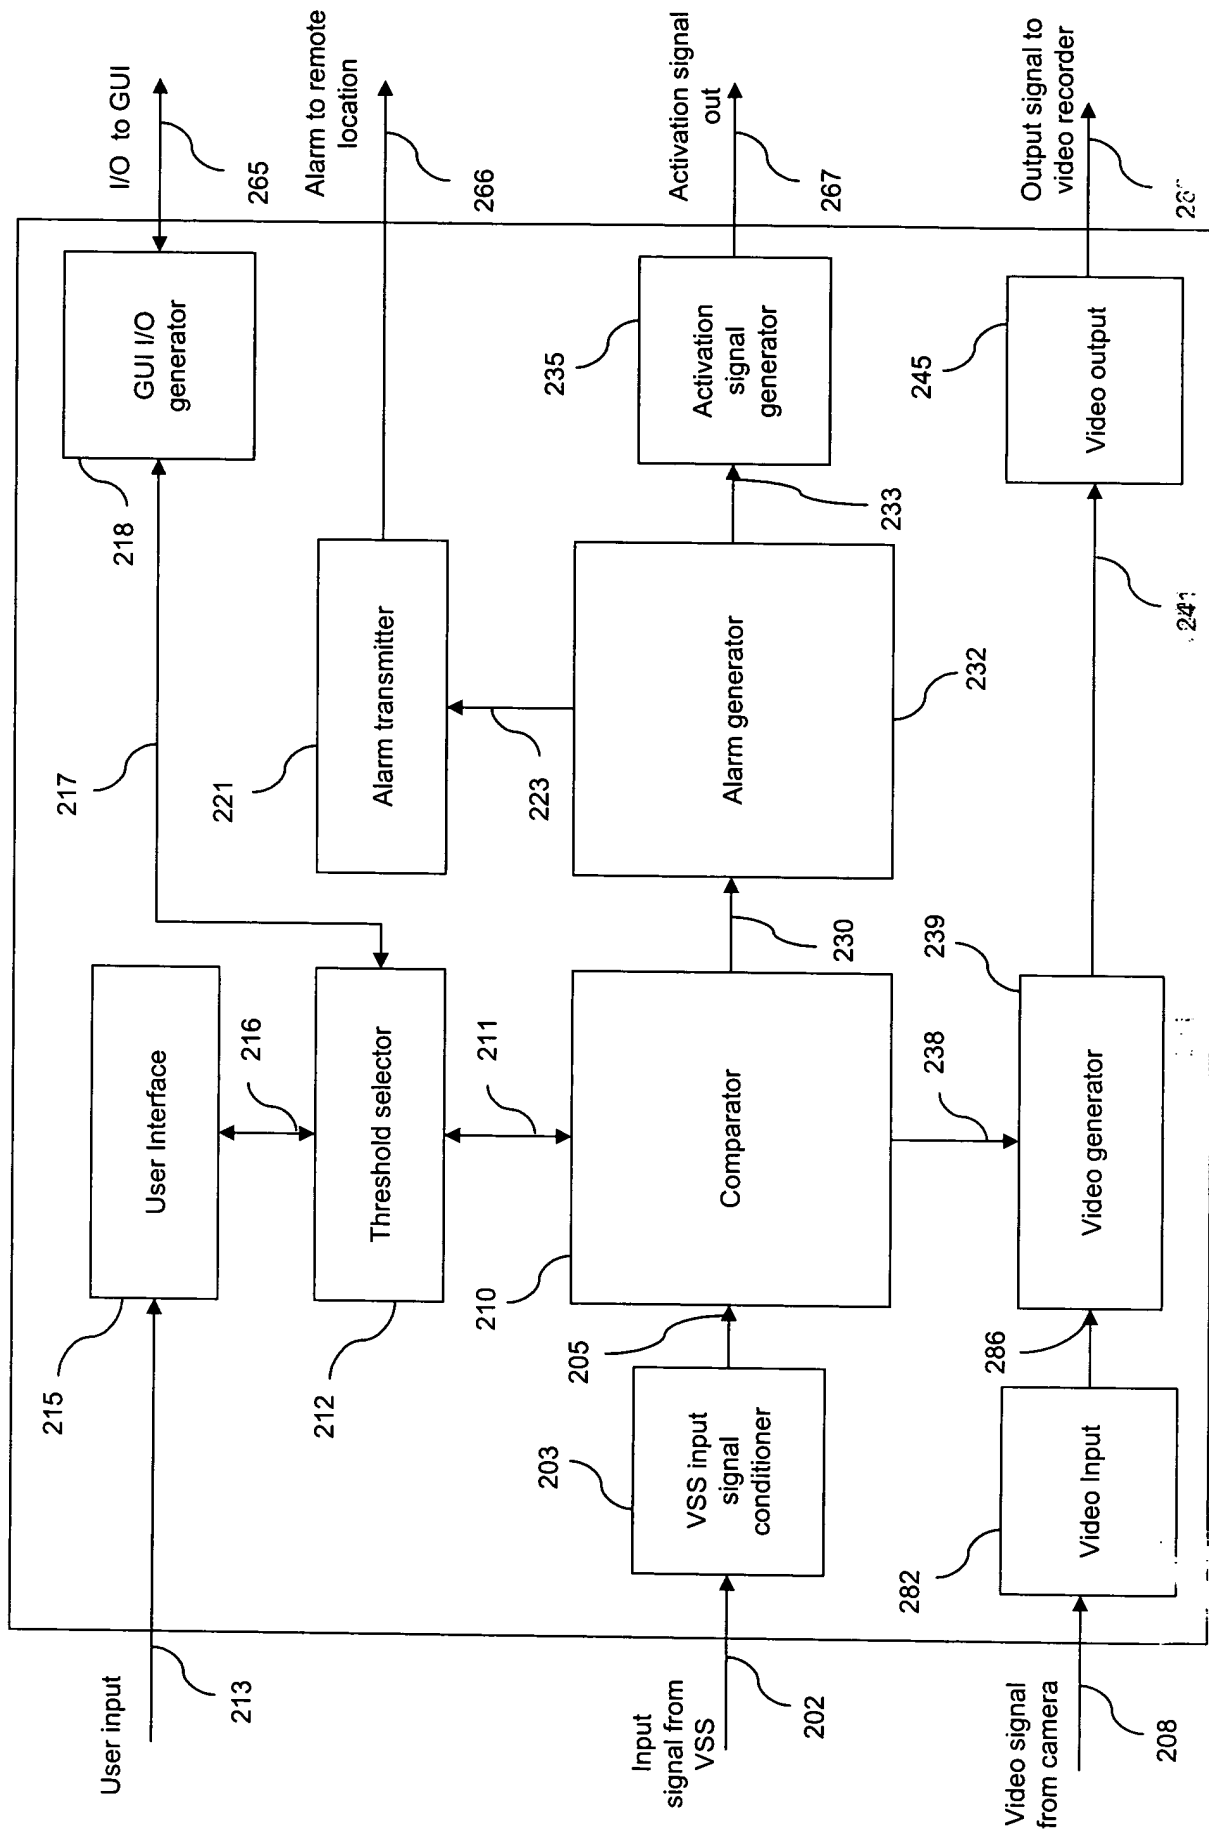 User input
213
Input
signal from
VSS
202
Video signal
from camera
208
215
User Interface
216
212
Threshold selector
211
203
VSS input
signal
conditioner
205
210
Comparator
230
238
282
Video Input
286
Video generator
239
217
221
Alarm transmitter
223
Alarm generator
232
233
241
218
GUI I/O
generator
235
Activation
signal
generator
245
Video output
I/O to GUI
265
Alarm to remote
location
266
Activation signal
out
267
Output signal to
video recorder